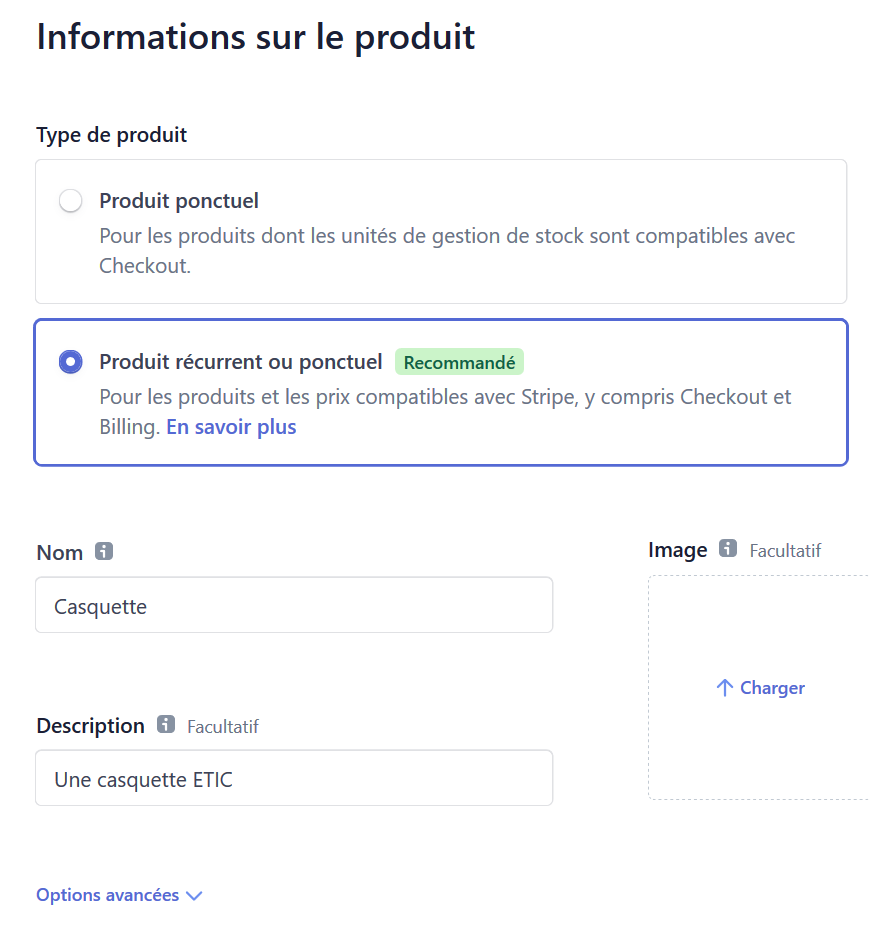 Informations sur le produit
Type de produit
Produit ponctuel
Pour les produits dont les unités de gestion de stock sont compatibles avec
Checkout.
Produit récurrent ou ponctuel Recommandé
Pour les produits et les prix compatibles avec Stripe, y compris Checkout et
Billing. En savoir plus
Nom
Image Facultatif
Casquette
Charger
Description Facultatif
Une casquette ETIC
Options avancées